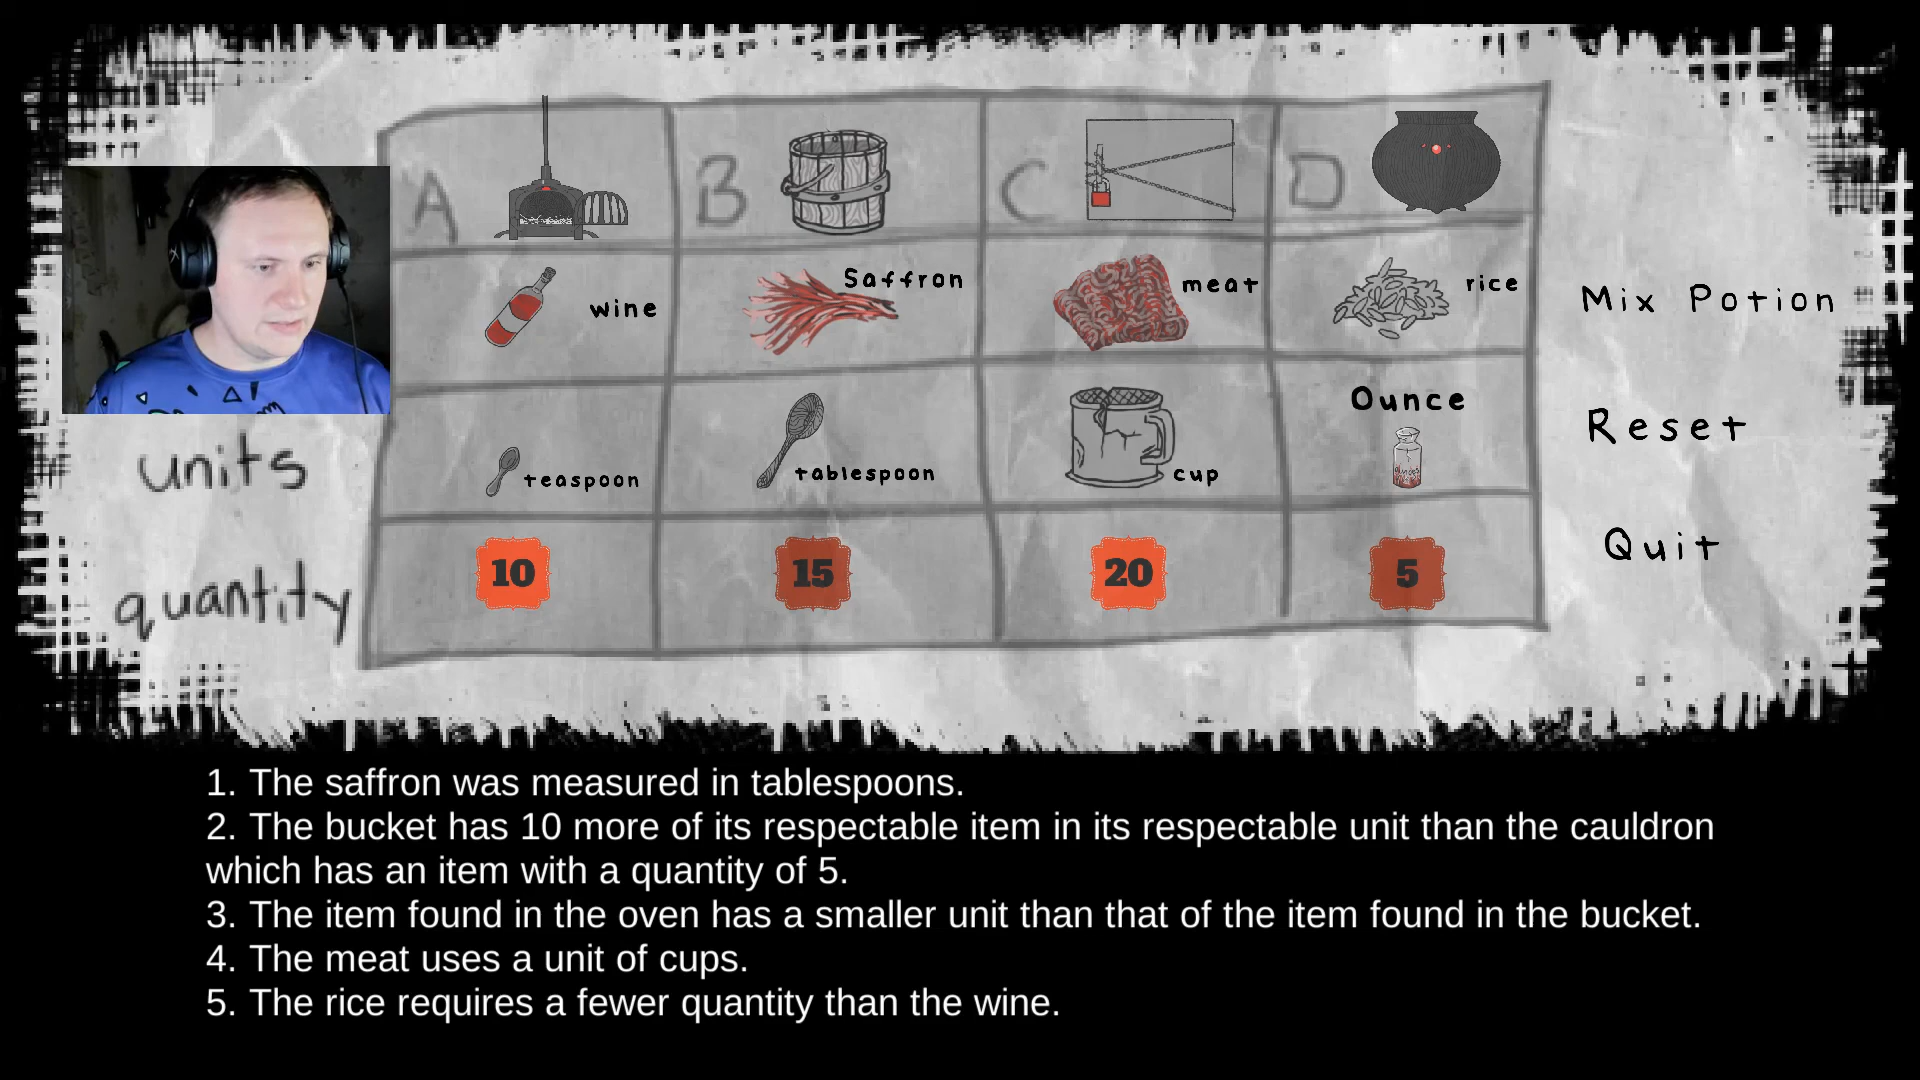 A B C D
wine Saffron meat rice
Mix Potion
units teaspoon tablespoon cup Ounce
Reset
quantity 10 15 20 5
Quit
1. The saffron was measured in tablespoons.
2. The bucket has 10 more of its respectable item in its respectable unit than the cauldron
which has an item with a quantity of 5.
3. The item found in the oven has a smaller unit than that of the item found in the bucket.
4. The meat uses a unit of cups.
5. The rice requires a fewer quantity than the wine.